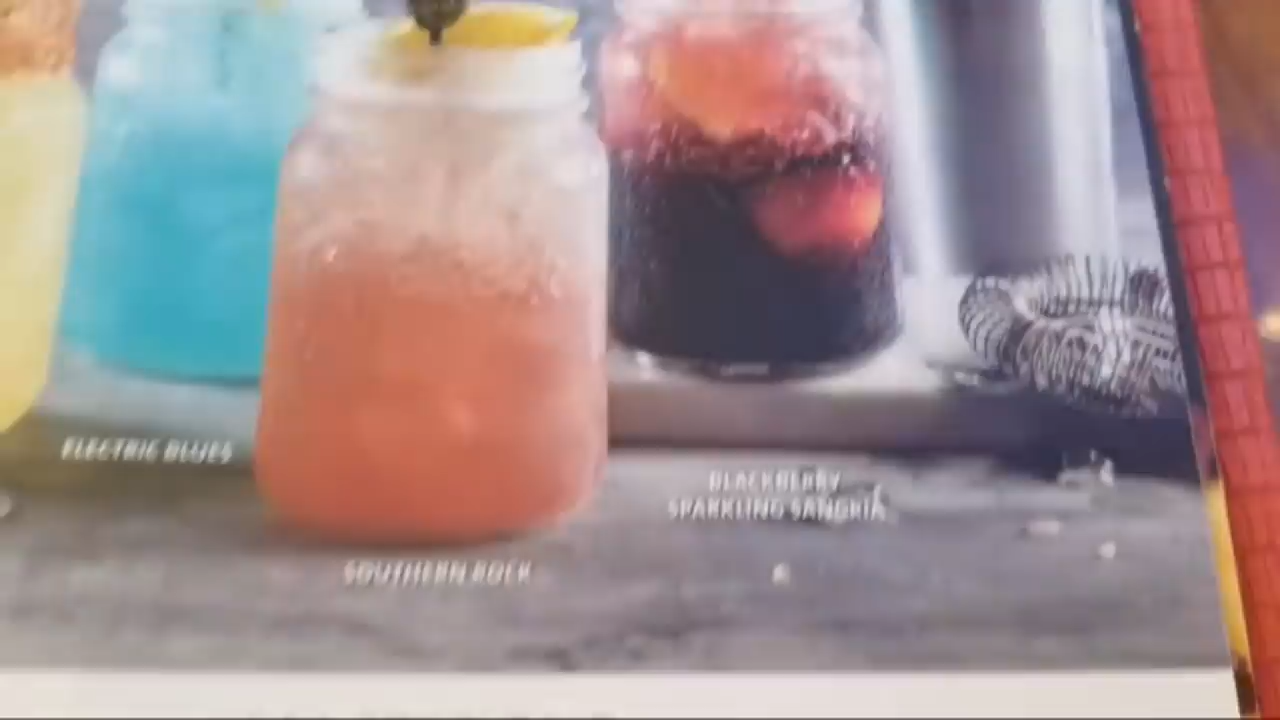 ELECTRIC BLUES
BLACKBERRY
SPARKLING SANGRIA
SOUTHERN ROCK